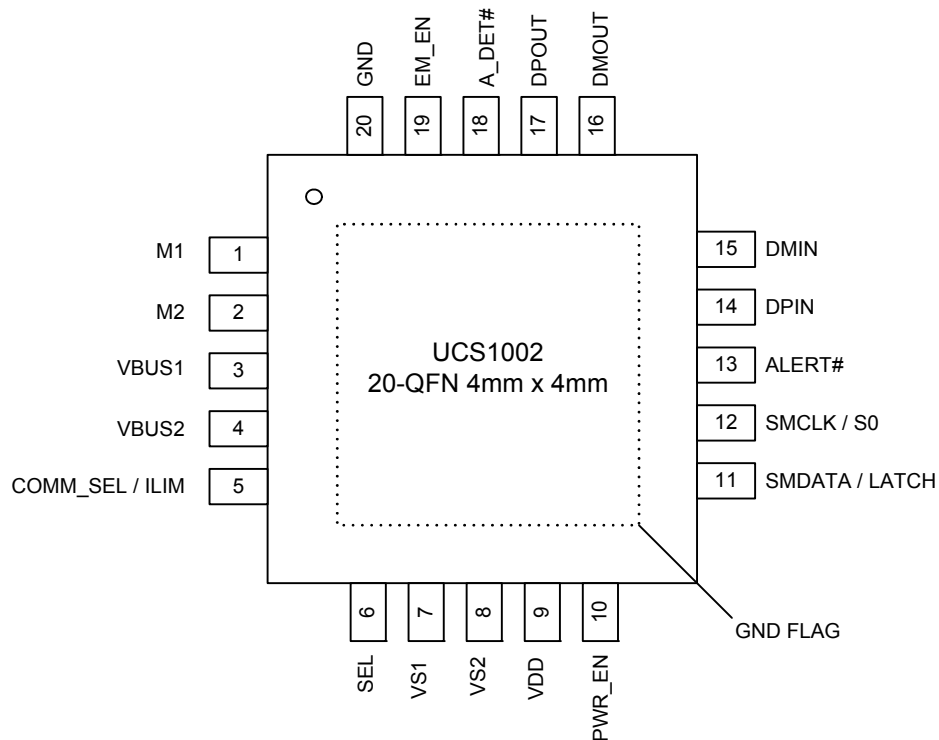 GND
EM_EN
A_DET#
DPOUT
DMOUT
20
19
18
17
16
M1
1
M2
2
VBUS1
3
VBUS2
4
COMM_SEL / ILIM
5
UCS1002
20-QFN 4mm x 4mm
15
DMIN
14
DPIN
13
ALERT#
12
SMCLK / S0
11
SMDATA / LATCH
6
7
8
9
10
SEL
VS1
VS2
VDD
PWR_EN
GND FLAG